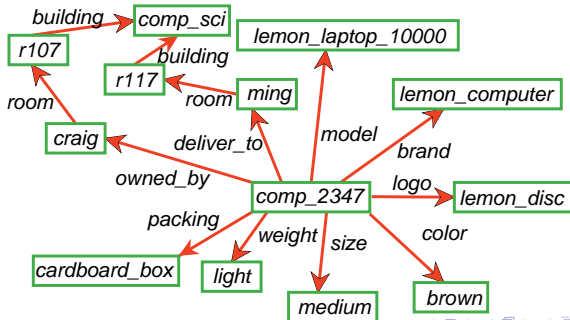 building
comp_sci
r107
building
lemon_laptop_10000
r117
room
ming
lemon_computer
room
craig
deliver_to
model
brand
owned_by
logo
comp_2347
lemon_disc
packing
weight
size
color
cardboard_box
light
medium
brown